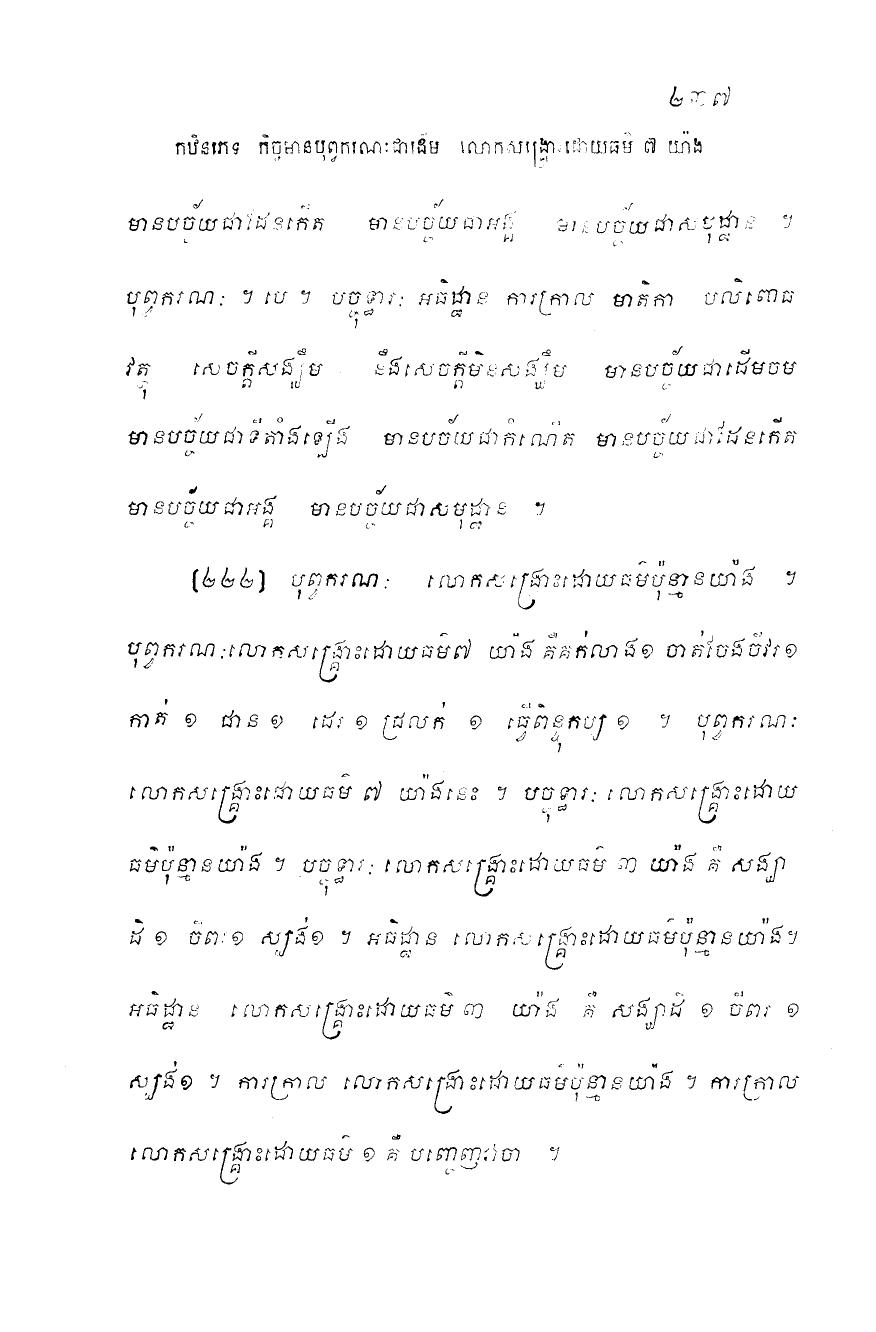 ២៣៧
កឋិនភេទ កិច្ចមានបុព្វករណៈជាដើម លោកសង្គ្រោះដោយធម៌ ៧ យ៉ាង
មានបច្ច័យជាដែនកើត មានបច្ច័យជាអង្គ មានបច្ច័យជាសមុដ្ឋាន ។
បុព្វករណៈ ។ បេ ។ បច្ចុទ្ធារៈ អធិដ្ឋាន ការក្រាល មាតិកា បលិពោធ
វត្ថុ សេចក្តីសង្ឃឹម នឹងសេចក្តីមិនសង្ឃឹម មានបច្ច័យជាដើមចម
មានបច្ច័យជាទីតាំងឡើង មានបច័យជាកំណើត មានបច្ច័យជាដែនកើត
មានបច្ច័យជាអង្គ មានបច្ច័យជាសមុដ្ឋាន ។
[២២២] បុព្វករណៈ លោកសង្គ្រោះដោយធម៌ប៉ុន្មានយ៉ាង ។
បុព្វករណៈលោកសង្គ្រោះដោយធម៌៧ យ៉ាង គឺគក់លាង១ ចាត់ចែងចីវរ១
កាត់ ១ ជាន១ ដេរ ១ ជ្រលក់ ១ ធ្វើពិន្ទុកប្ប ១ ។ បុព្វករណៈ
លោកសង្គ្រោះដោយធម៌ ៧ យ៉ាងនេះ ។ បច្ចុទ្ធារៈ លោកសង្គ្រោះដោយ
ធម៌ប៉ុន្មានយ៉ាង ។ បច្ចុទ្ធារៈ លោកសង្គ្រោះដោយធម៌ ៣ យ៉ាង គឺ សង្ឃា
ដិ ១ ចីពរ១ ស្បង់១ ។ អធិដ្ឋាន លោកសង្គ្រោះដោយធម៌ប៉ុន្មានយ៉ាង។
អធិដ្ឋាន លោកសង្គ្រោះដោយធម៌ ៣ យ៉ាង គឺ សង្ឃាដិ ១ ចីពរ ១
ស្បង់១ ។ ការក្រាល លោកសង្គ្រោះដោយធម៌ប៉ុន្មានយ៉ាង ។ ការក្រាល
លោកសង្គ្រោះដោយធម៌ ១ គឺ បញ្ចេញវាចា ។